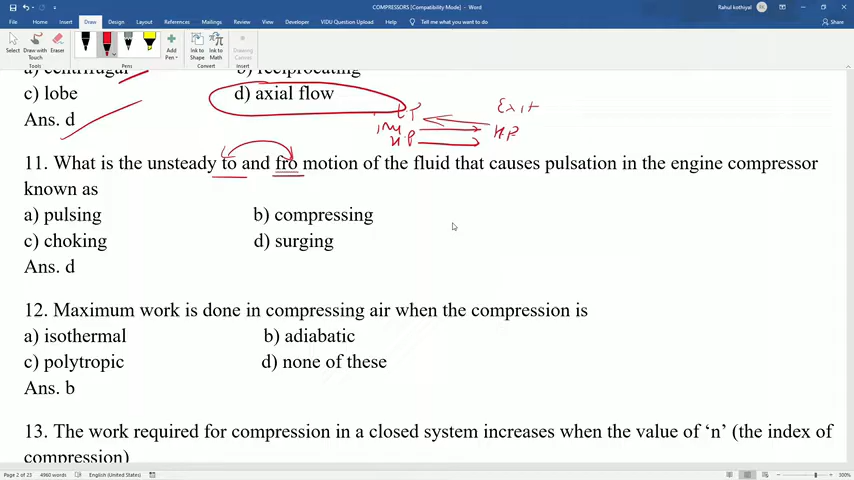 COMPRESSORS [Compatibility Mode] - Word
Rahul kothiyal
File Home Insert Draw Design Layout References Mailings Review View Developer VIDU Question Upload Help Tell me what you want to do
Select Draw with Touch Eraser Add Pen Ink to Shape Ink to Math Drawing Insert
Tools Pens Convert Insert
a) centrifugal b) reciprocating
c) lobe d) axial flow
Exit
Ans. d
HP HP
11. What is the unsteady to and fro motion of the fluid that causes pulsation in the engine compressor
known as
a) pulsing b) compressing
c) choking d) surging
Ans. d
12. Maximum work is done in compressing air when the compression is
a) isothermal b) adiabatic
c) polytropic d) none of these
Ans. b
13. The work required for compression in a closed system increases when the value of ‘n’ (the index of
compression)
Page 2 of 23 4960 words English (United States) 300%